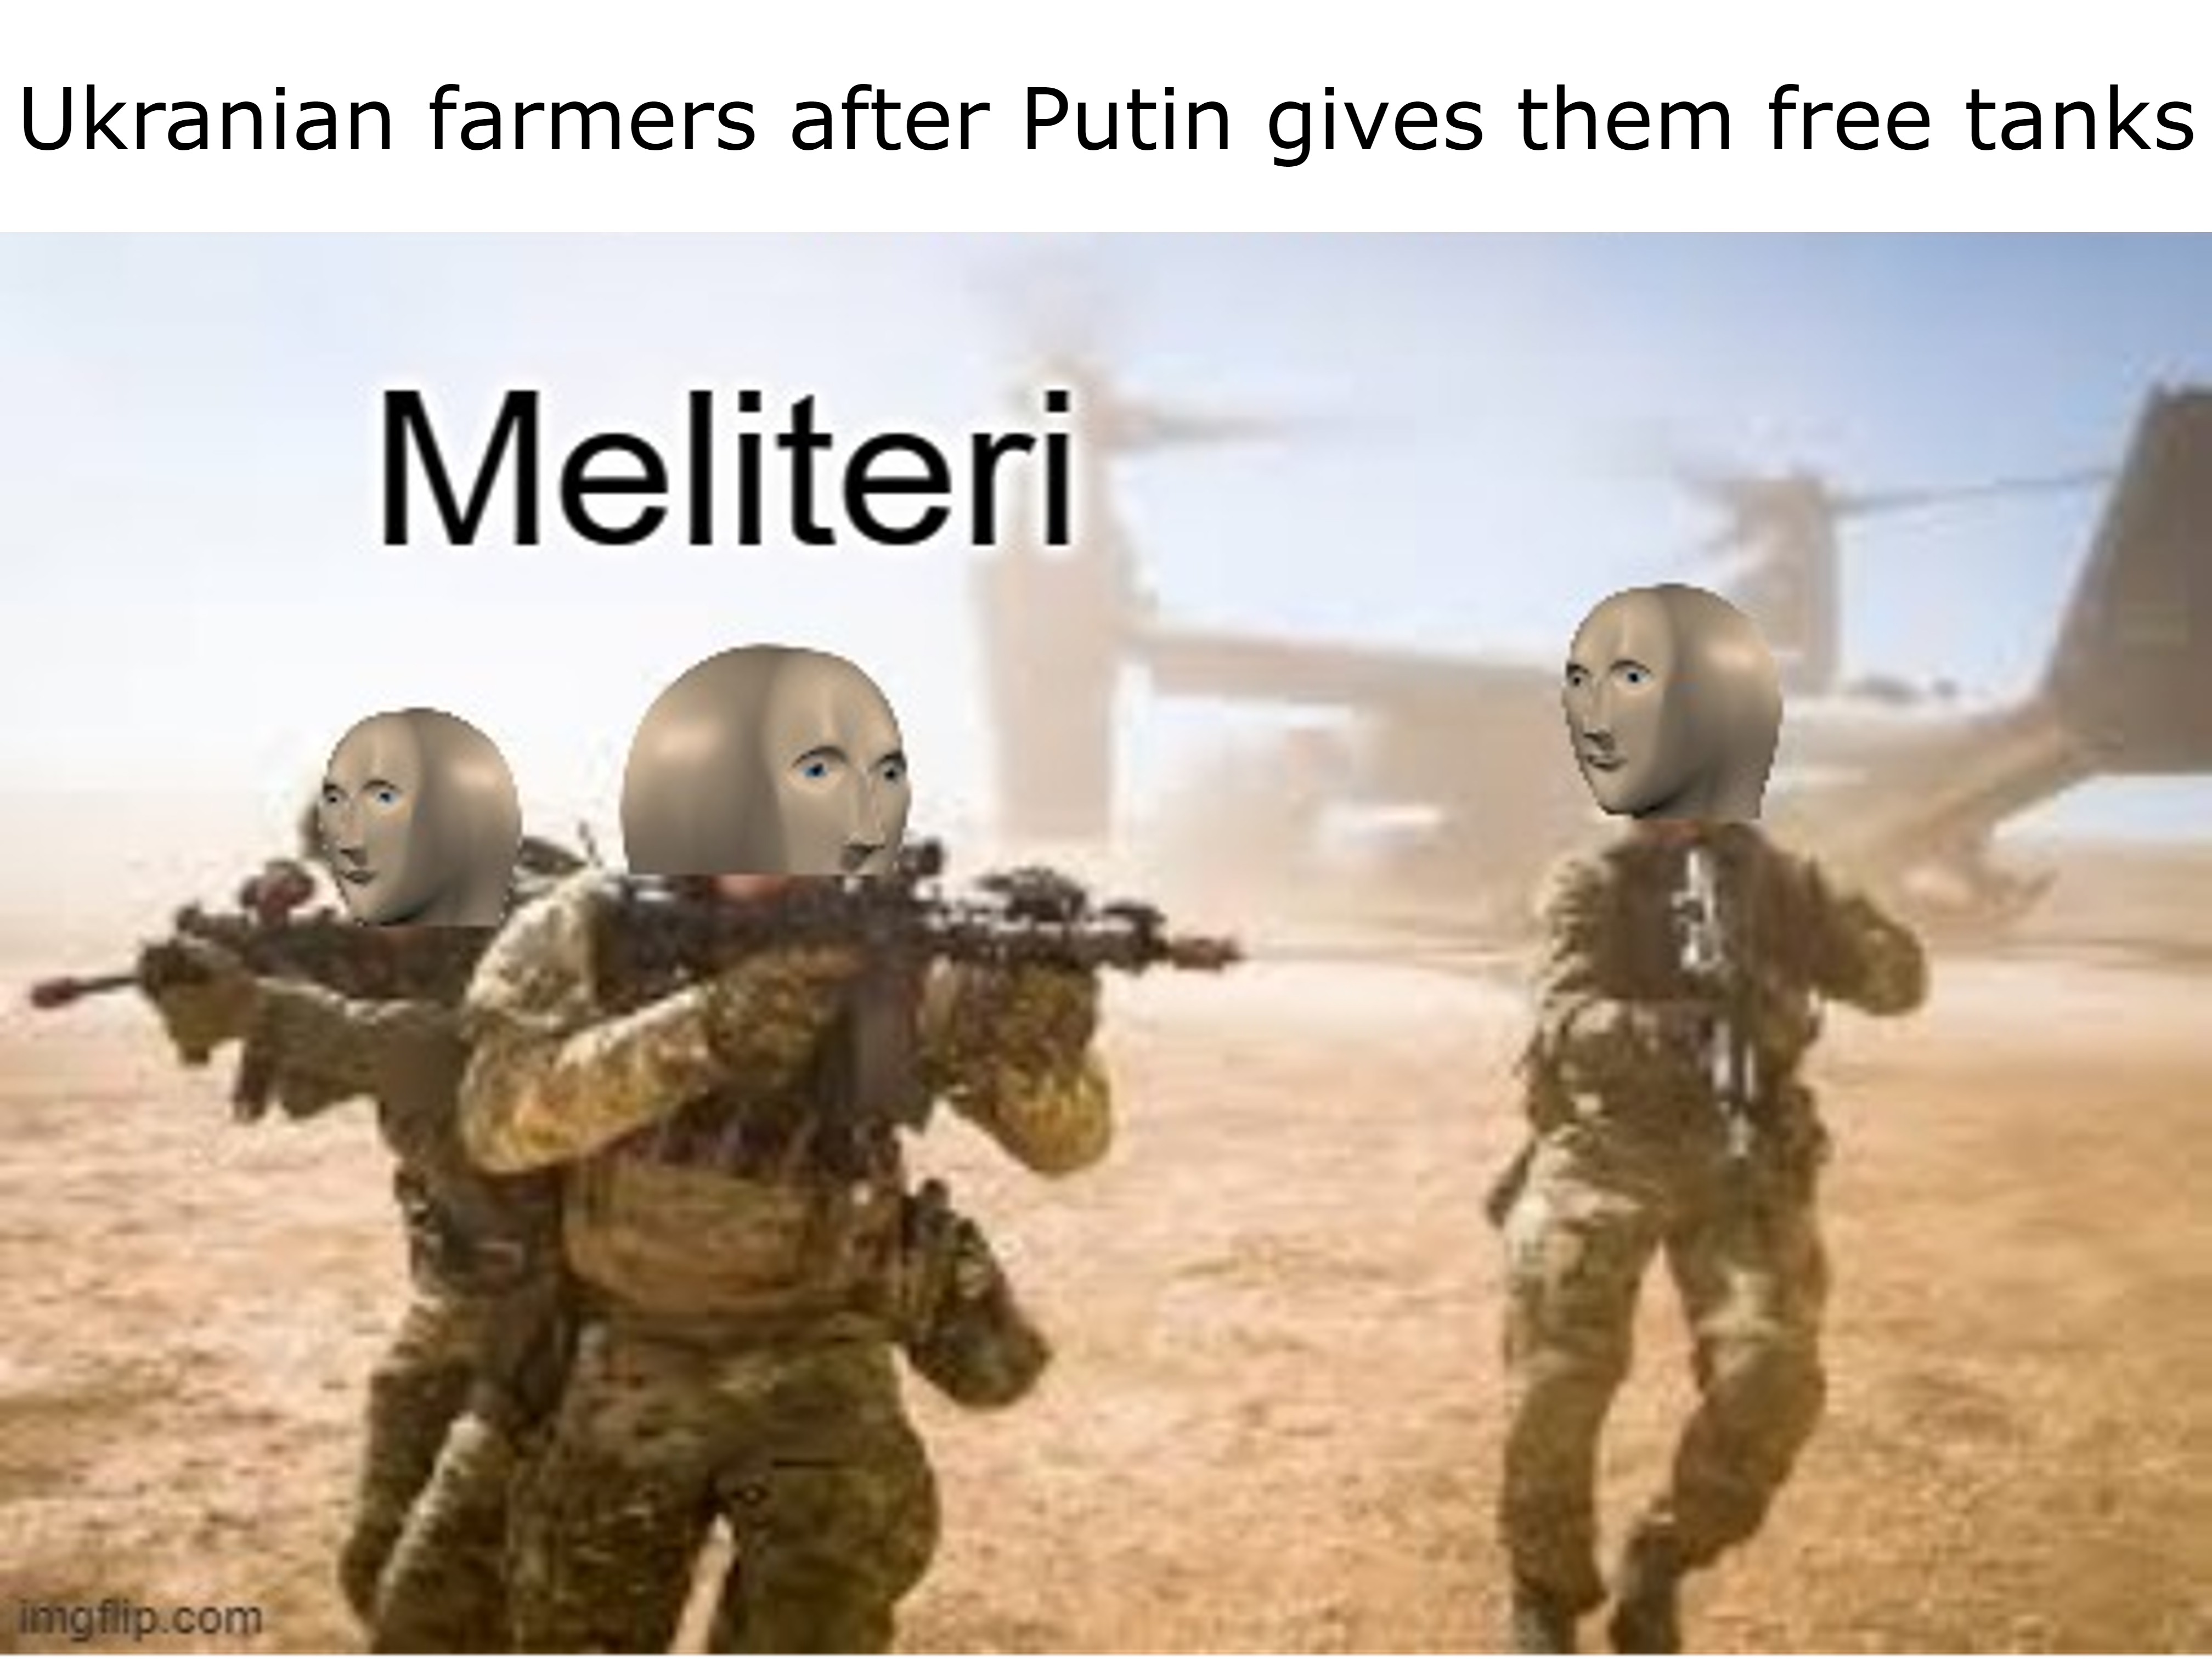 Ukranian farmers after Putin gives them free tanks
Meliteri
imgflip.com